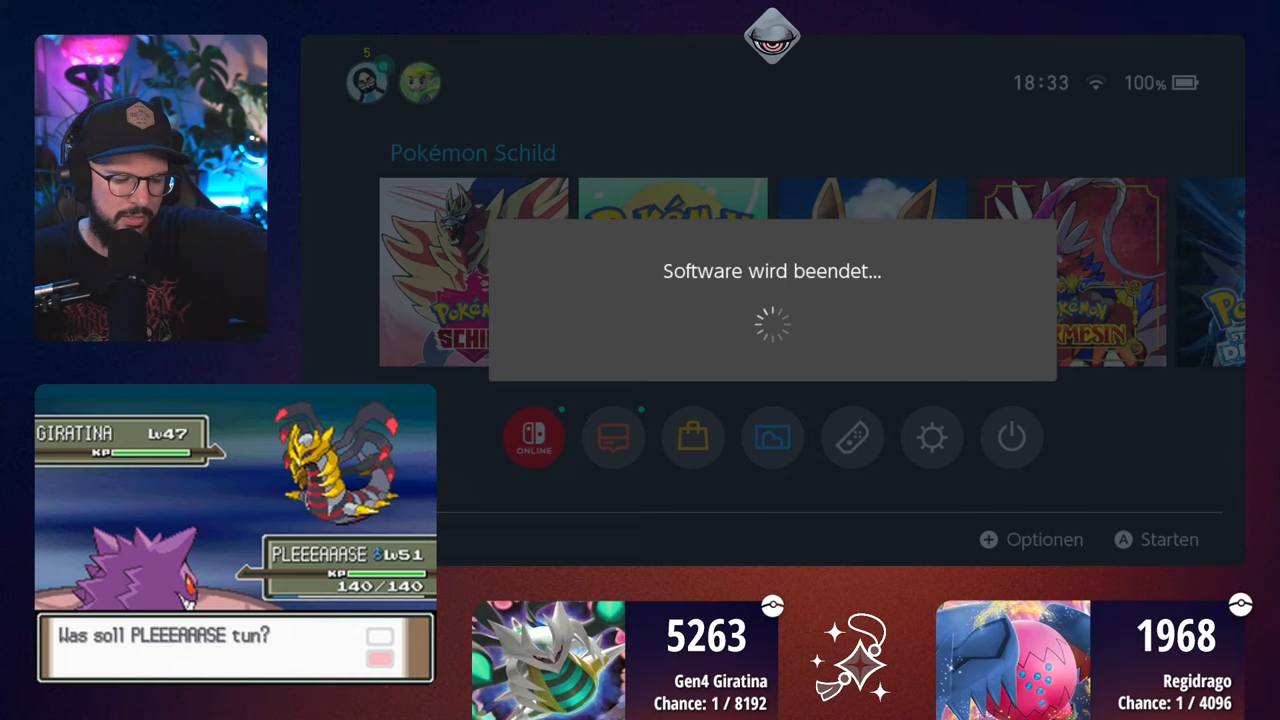 5
18:33
100%
Pokémon Schild
Software wird beendet...
ONLINE
Optionen
Starten
GIRATINA Lv47
KP
PLEEEAAASE ♂Lv51
KP
140/140
Was soll PLEEEAAASE tun?
5263
Gen4 Giratina
Chance: 1 / 8192
1968
Regidrago
Chance: 1 / 4096